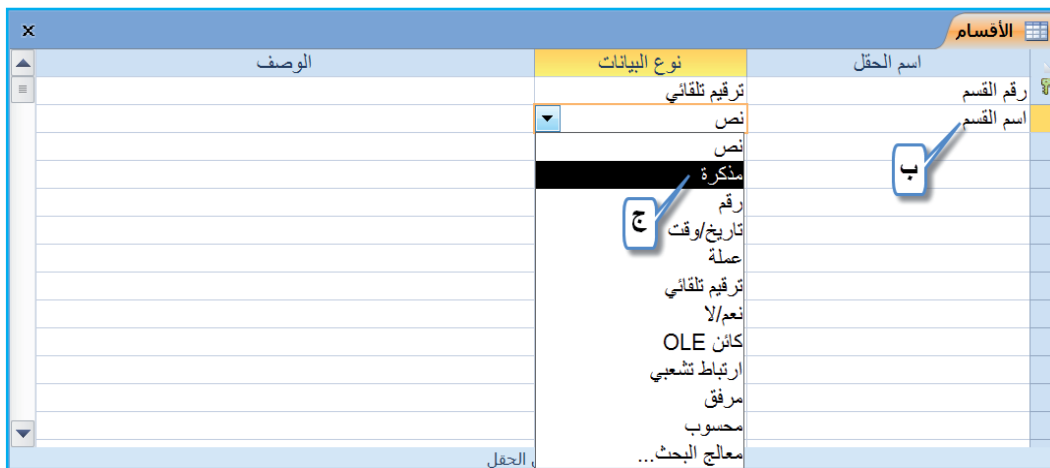 الأقسام
اسم الحقل نوع البيانات الوصف
رقم القسم ترقيم تلقائي
اسم القسم نص
ب
نص
مذكرة
ج
رقم
تاريخ/وقت
عملة
ترقيم تلقائي
نعم/لا
كائن OLE
ارتباط تشعبي
مرفق
محسوب
معالج البحث...
الحقل